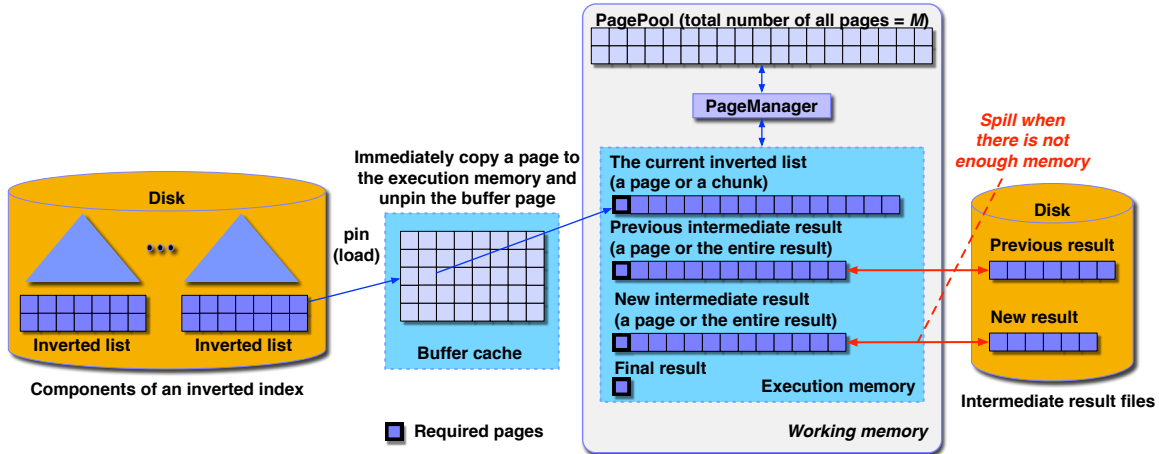 PagePool (total number of all pages = M)
PageManager
Spill when
there is not
enough memory
Immediately copy a page to
the execution memory and
unpin the buffer page
The current inverted list
(a page or a chunk)
Disk
Disk
pin
(load)
Previous intermediate result
(a page or the entire result)
Previous result
New intermediate result
(a page or the entire result)
New result
Inverted list
Inverted list
Buffer cache
Final result
Execution memory
Components of an inverted index
Intermediate result files
Required pages
Working memory